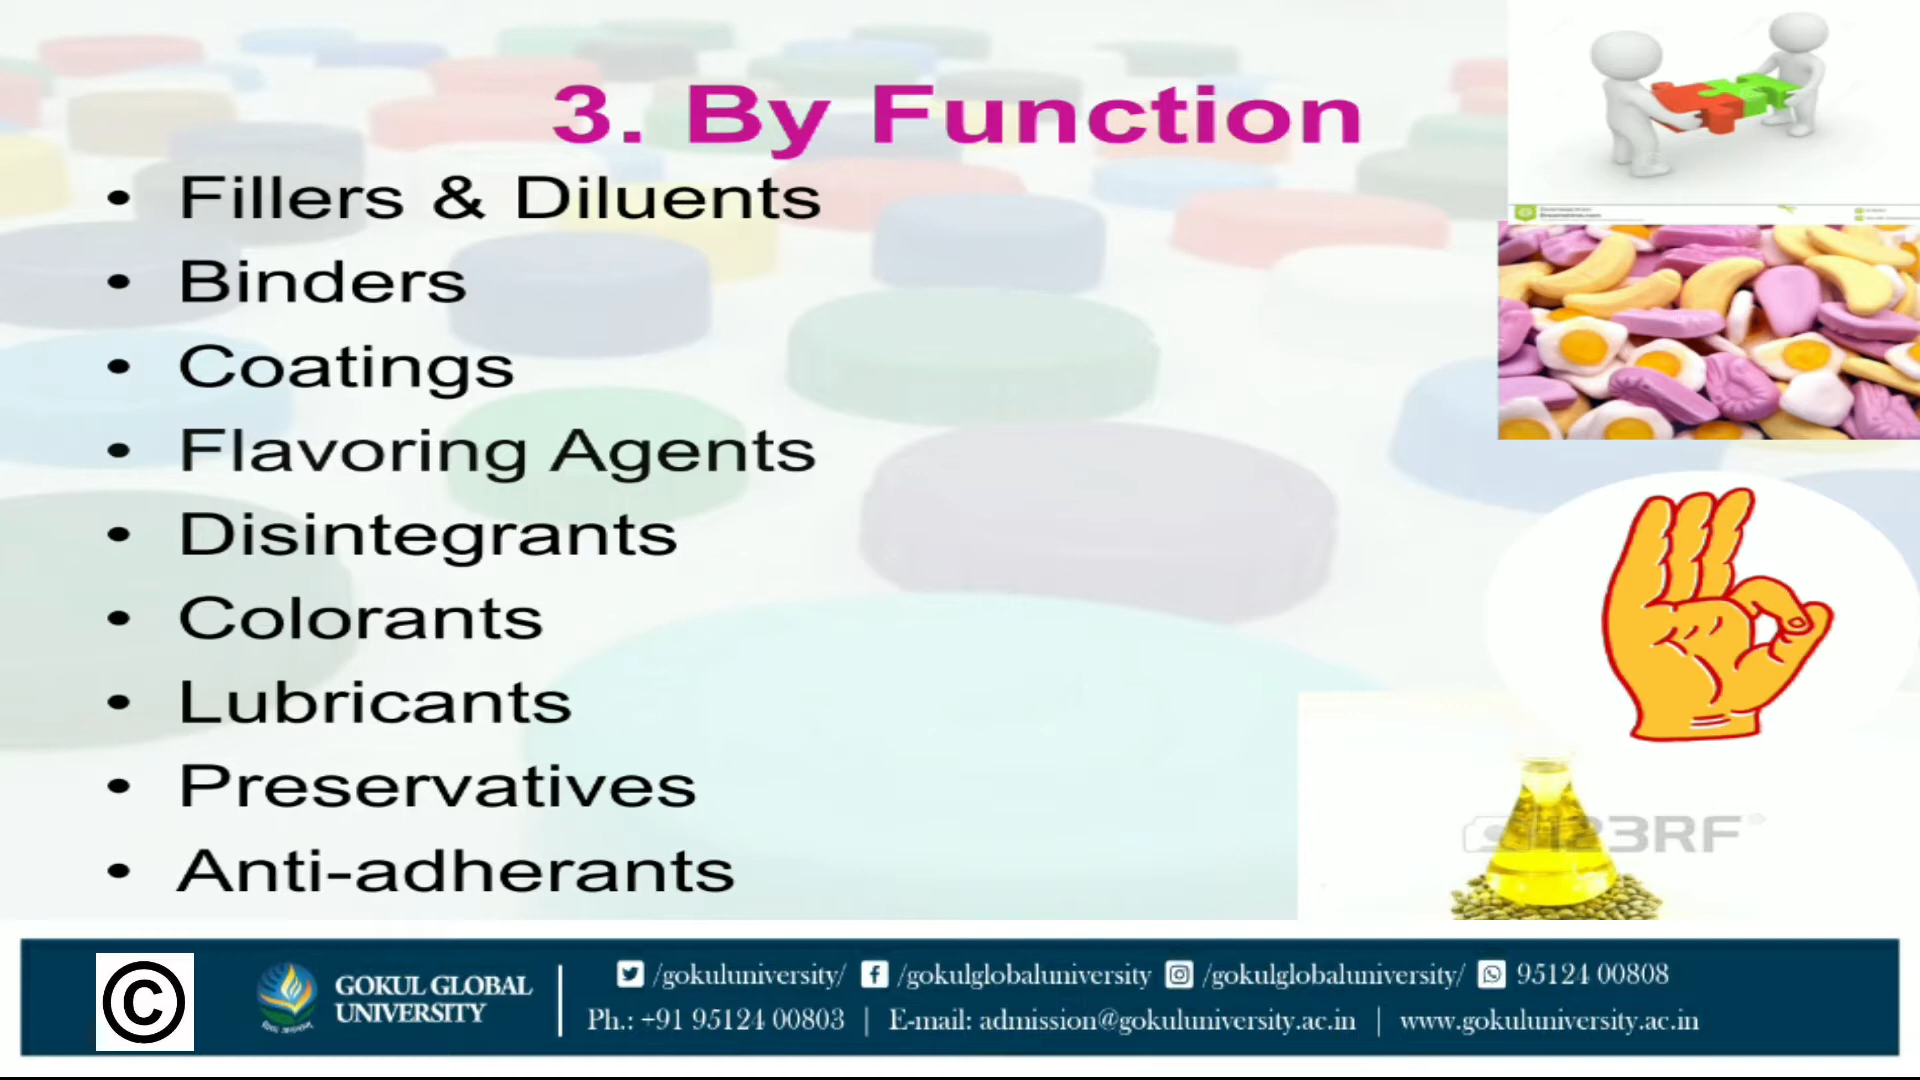 3. By Function
• Fillers & Diluents
• Binders
• Coatings
• Flavoring Agents
• Disintegrants
• Colorants
• Lubricants
• Preservatives
• Anti-adherants
123RF
©
GOKUL GLOBAL
UNIVERSITY
/gokuluniversity/ /gokulglobaluniversity /gokulglobaluniversity/ 95124 00808
Ph.: +91 95124 00803 | E-mail: admission@gokuluniversity.ac.in | www.gokuluniversity.ac.in